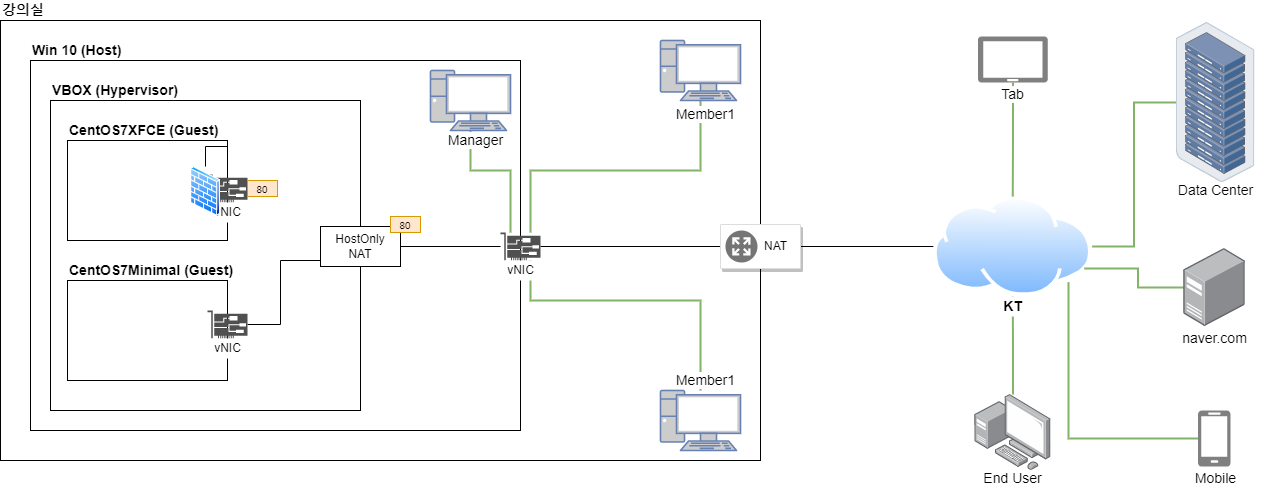 강의실
Win 10 (Host)
VBOX (Hypervisor)
CentOS7XFCE (Guest)
80
NIC
CentOS7Minimal (Guest)
vNIC
80
HostOnly
NAT
Manager
vNIC
Member1
Member1
NAT
Tab
KT
End User
Data Center
naver.com
Mobile